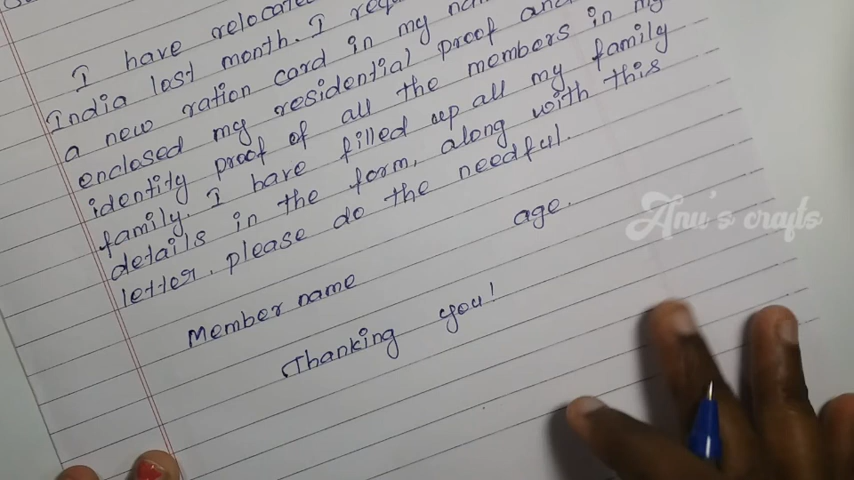 I have relocated
India last month. I
a new ration card in my
enclosed my residential proof and
identity proof of all the members in my
family. I have filled up all my family
details in the form, along with this
letter. please do the needful.
Member name age.
Thanking you!
Anu's crafts